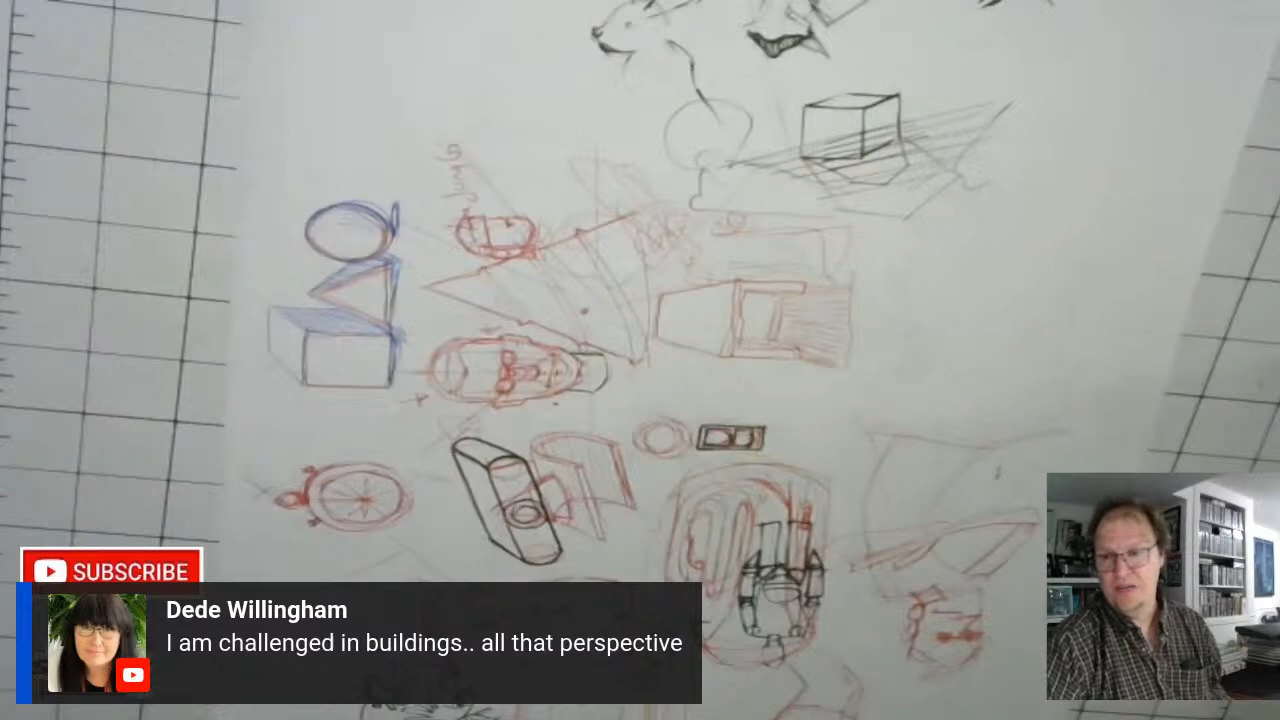 SUBSCRIBE
Dede Willingham
I am challenged in buildings.. all that perspective